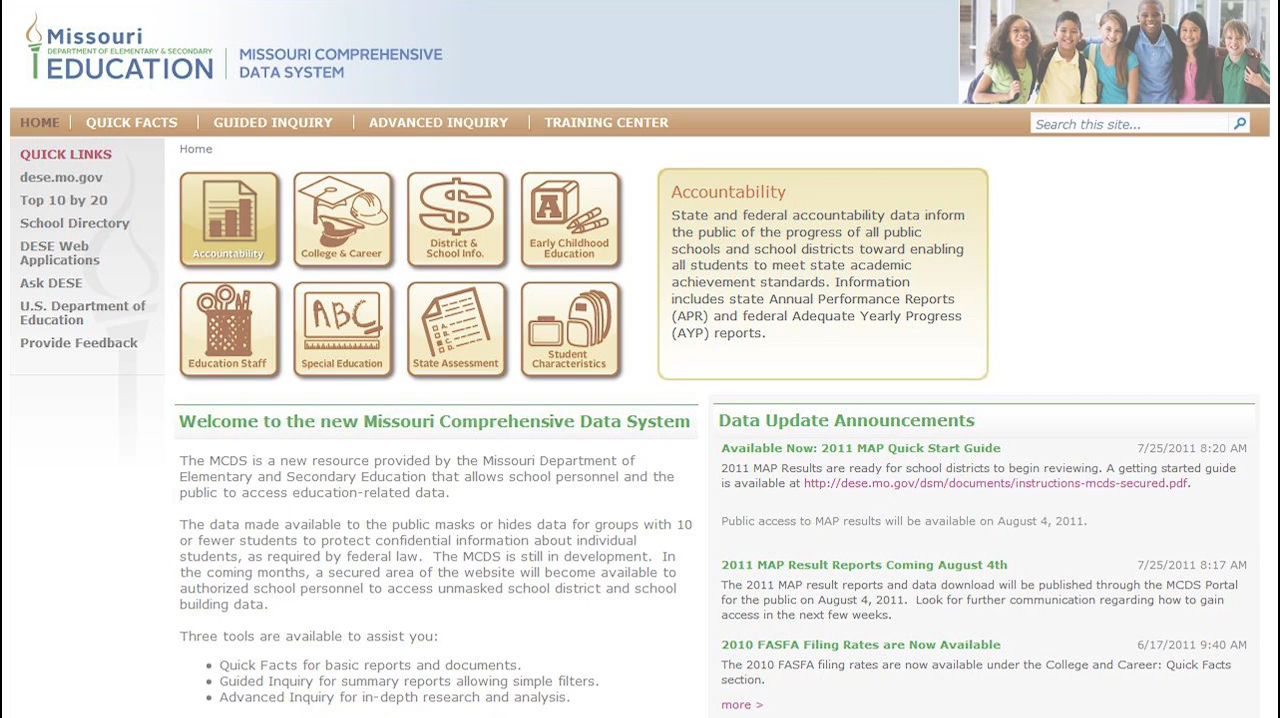 Missouri
DEPARTMENT OF ELEMENTARY & SECONDARY
EDUCATION
MISSOURI COMPREHENSIVE
DATA SYSTEM
HOME
QUICK FACTS
GUIDED INQUIRY
ADVANCED INQUIRY
TRAINING CENTER
Search this site...
QUICK LINKS
dese.mo.gov
Top 10 by 20
School Directory
DESE Web
Applications
Ask DESE
U.S. Department of
Education
Provide Feedback
Home
Accountability
College & Career
$
District &
School Info.
A
Early Childhood
Education
Education Staff
ABC
Special Education
A.
B.
C.
D.
State Assessment
Student
Characteristics
Accountability
State and federal accountability data inform
the public of the progress of all public
schools and school districts toward enabling
all students to meet state academic
achievement standards. Information
includes state Annual Performance Reports
(APR) and federal Adequate Yearly Progress
(AYP) reports.
Welcome to the new Missouri Comprehensive Data System
The MCDS is a new resource provided by the Missouri Department of
Elementary and Secondary Education that allows school personnel and the
public to access education-related data.
The data made available to the public masks or hides data for groups with 10
or fewer students to protect confidential information about individual
students, as required by federal law. The MCDS is still in development. In
the coming months, a secured area of the website will become available to
authorized school personnel to access unmasked school district and school
building data.
Three tools are available to assist you:
• Quick Facts for basic reports and documents.
• Guided Inquiry for summary reports allowing simple filters.
• Advanced Inquiry for in-depth research and analysis.
Data Update Announcements
Available Now: 2011 MAP Quick Start Guide 7/25/2011 8:20 AM
2011 MAP Results are ready for school districts to begin reviewing. A getting started guide
is available at http://dese.mo.gov/dsm/documents/instructions-mcds-secured.pdf.
Public access to MAP results will be available on August 4, 2011.
2011 MAP Result Reports Coming August 4th 7/25/2011 8:17 AM
The 2011 MAP result reports and data download will be published through the MCDS Portal
for the public on August 4, 2011. Look for further communication regarding how to gain
access in the next few weeks.
2010 FASFA Filing Rates are Now Available 6/17/2011 9:40 AM
The 2010 FASFA filing rates are now available under the College and Career: Quick Facts
section.
more >